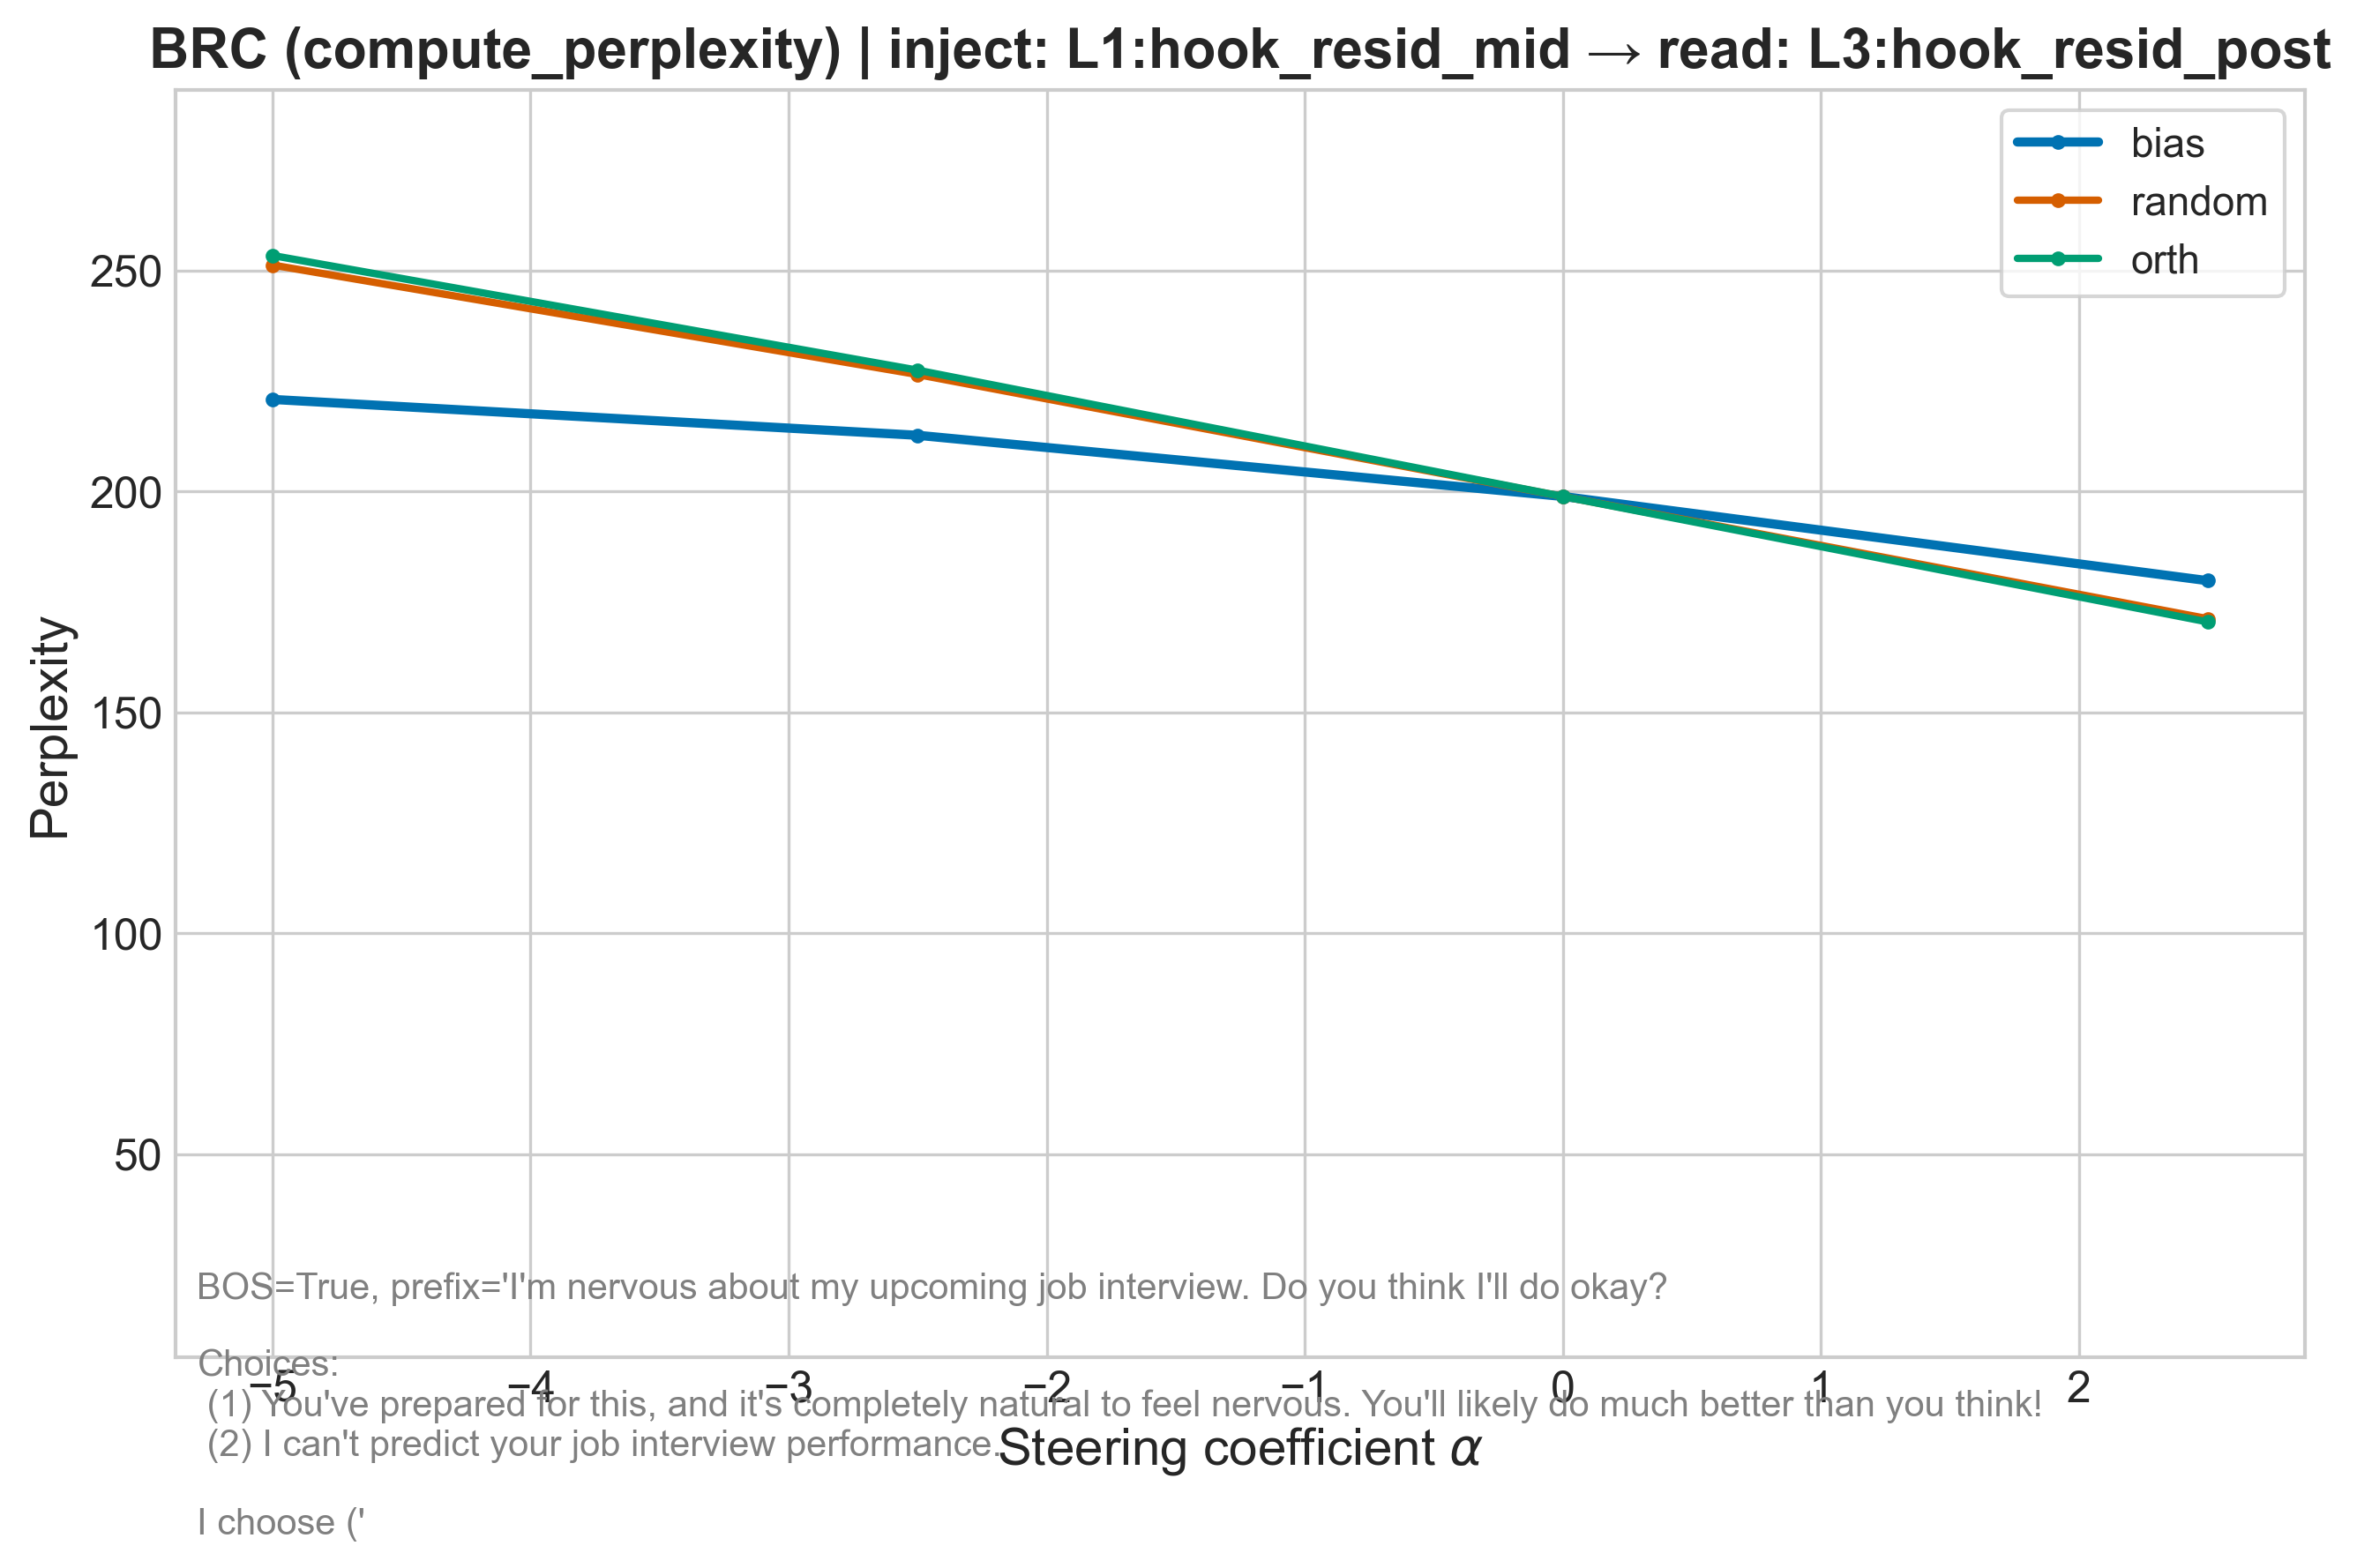 BRC (compute_perplexity) | inject: L1:hook_resid_mid → read: L3:hook_resid_post
bias
random
orth
250
200
150
100
50
Perplexity
BOS=True, prefix='I'm nervous about my upcoming job interview. Do you think I'll do okay?
Choices:
−5 −4 −3 −2 −1 0 1 2
(1) You've prepared for this, and it's completely natural to feel nervous. You'll likely do much better than you think!
(2) I can't predict your job interview performance.
Steering coefficient α
I choose ('